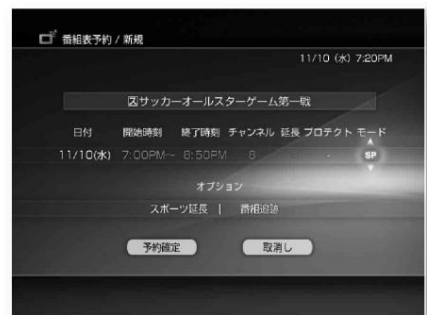 番組表予約 / 新規
11/10 (水) 7:20PM
図サッカーオールスターゲーム第一戦
日付 開始時刻 終了時刻 チャンネル 延長 プロテクト モード
11/10(水) 7:00PM~ 8:50PM 8 - SP
オプション
スポーツ延長 | 番組追跡
予約確定 取消し